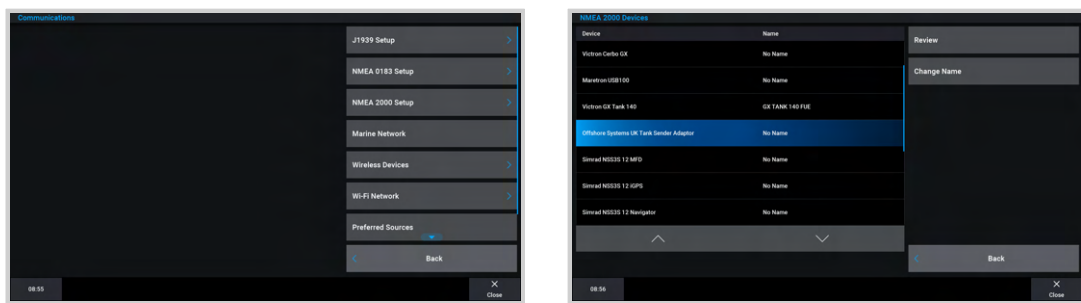 Communications
J1939 Setup
NMEA 0183 Setup
NMEA 2000 Setup
Marine Network
Wireless Devices
Wi-Fi Network
Preferred Sources
Back
08:55
Close
NMEA 2000 Devices
Device Name
Victron Cerbo GX No Name
Maretron USB100 No Name
Victron GX Tank 140 GX TANK 140 FUE
Offshore Systems UK Tank Sender Adaptor No Name
Simrad NSS3S 12 MFD No Name
Simrad NSS3S 12 iGPS No Name
Simrad NSS3S 12 Navigator No Name
Review
Change Name
Back
08:56
Close